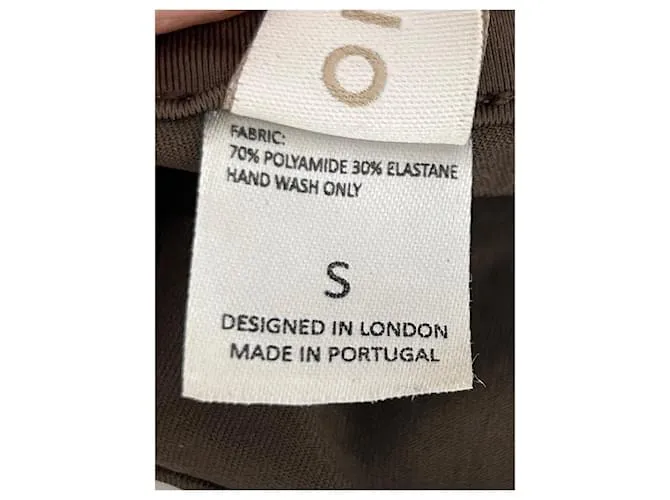 FABRIC:
70% POLYAMIDE 30% ELASTANE
HAND WASH ONLY
S
DESIGNED IN LONDON
MADE IN PORTUGAL